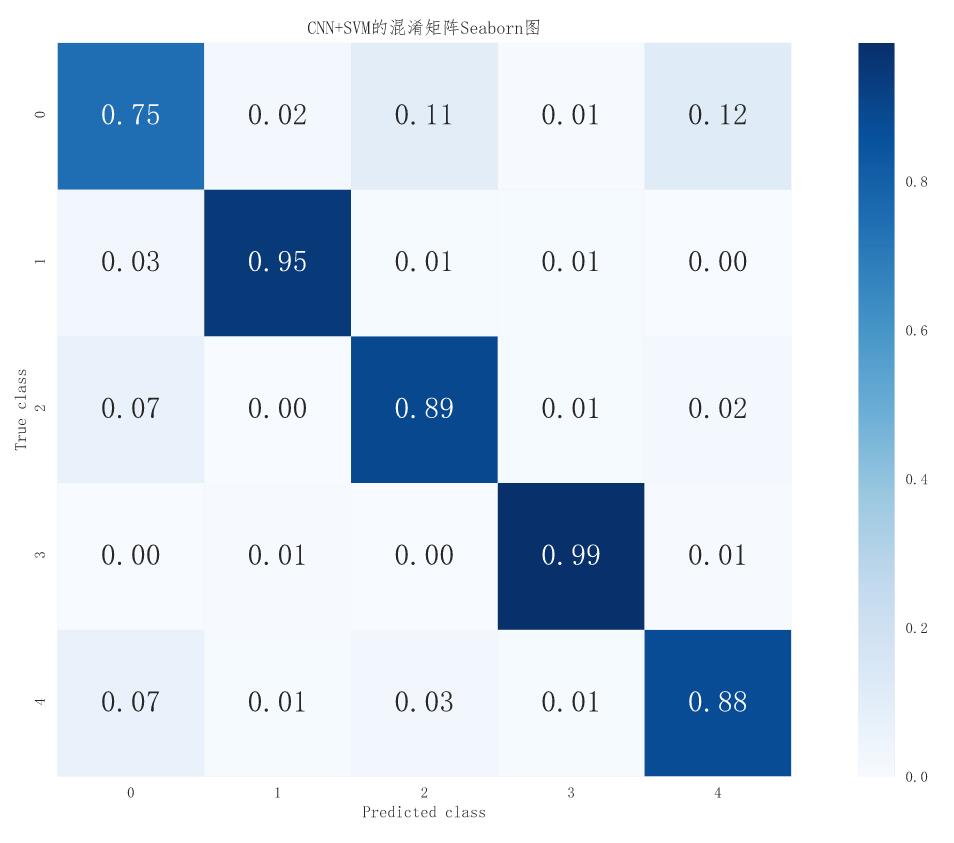 CNN+SVM的混淆矩阵Seaborn图
0 0.75 0.02 0.11 0.01 0.12
1 0.03 0.95 0.01 0.01 0.00
2 0.07 0.00 0.89 0.01 0.02
3 0.00 0.01 0.00 0.99 0.01
4 0.07 0.01 0.03 0.01 0.88
True class
0 1 2 3 4
Predicted class
0.8
0.6
0.4
0.2
0.0